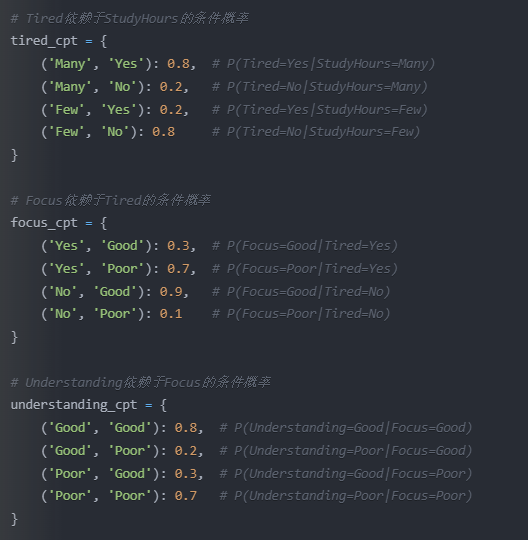 # Tired依赖于StudyHours的条件概率
tired_cpt = {
    ('Many', 'Yes'): 0.8,  # P(Tired=Yes|StudyHours=Many)
    ('Many', 'No'): 0.2,   # P(Tired=No|StudyHours=Many)
    ('Few', 'Yes'): 0.2,   # P(Tired=Yes|StudyHours=Few)
    ('Few', 'No'): 0.8     # P(Tired=No|StudyHours=Few)
}
# Focus依赖于Tired的条件概率
focus_cpt = {
    ('Yes', 'Good'): 0.3,  # P(Focus=Good|Tired=Yes)
    ('Yes', 'Poor'): 0.7,  # P(Focus=Poor|Tired=Yes)
    ('No', 'Good'): 0.9,   # P(Focus=Good|Tired=No)
    ('No', 'Poor'): 0.1    # P(Focus=Poor|Tired=No)
}
# Understanding依赖于Focus的条件概率
understanding_cpt = {
    ('Good', 'Good'): 0.8,  # P(Understanding=Good|Focus=Good)
    ('Good', 'Poor'): 0.2,  # P(Understanding=Poor|Focus=Good)
    ('Poor', 'Good'): 0.3,  # P(Understanding=Good|Focus=Poor)
    ('Poor', 'Poor'): 0.7   # P(Understanding=Poor|Focus=Poor)
}